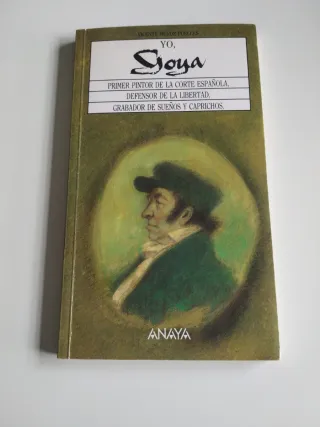 YO,
Goya
PRIMER PINTOR DE LA CORTE ESPAÑOLA,
DEFENSOR DE LA LIBERTAD,
GRABADOR DE SUEÑOS Y CAPRICHOS.
ANAYA